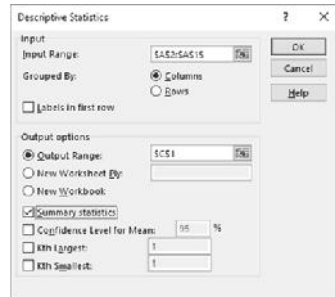 Descriptive Statistics ? ×
Input
Input Range: $A$2:$A$15
Grouped By: Columns
Rows
Labels in first row
OK
Cancel
Help
Output options
Output Range: $C$1
New Worksheet Ply:
New Workbook
Summary statistics
Confidence Level for Mean: 95 %
Kth Largest: 1
Kth Smallest: 1